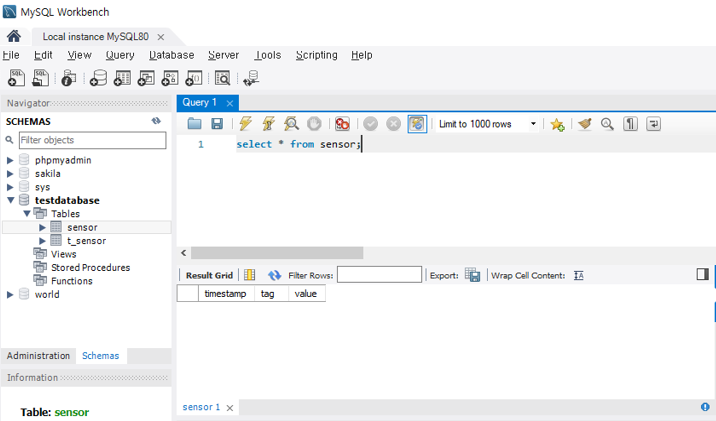 MySQL Workbench
Local instance MySQL80
File Edit View Query Database Server Tools Scripting Help
Navigator
SCHEMAS
Filter objects
phpmyadmin
sakila
sys
testdatabase
Tables
sensor
t_sensor
Views
Stored Procedures
Functions
world
Administration Schemas
Information
Table: sensor
Query 1
Limit to 1000 rows
1 select * from sensor;
Result Grid Filter Rows: Export: Wrap Cell Content: IA
timestamp tag value
sensor 1